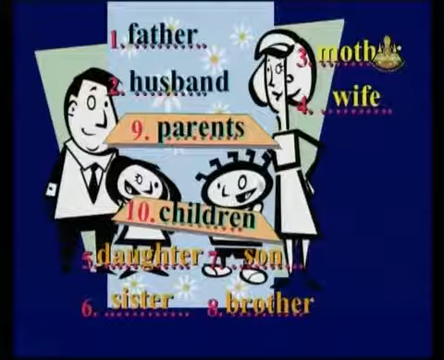 1. father
2. husband
3. mother
4. wife
9. parents
10. children
5. daughter
7. son
6. sister
8. brother